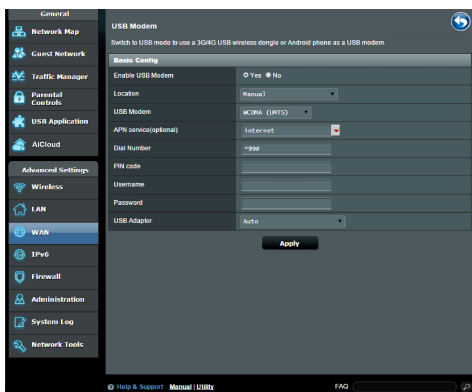 General
Network Map
Guest Network
Traffic Manager
Parental
Controls
USB Application
AiCloud
Advanced Settings
Wireless
LAN
WAN
IPv6
Firewall
Administration
System Log
Network Tools
USB Modem
Switch to USB mode to use a 3G/4G USB wireless dongle or Android phone as a USB modem.
Basic Config
Enable USB Modem Yes No
Location Manual
USB Modem WCDMA (UMTS)
APN service(optional) internet
Dial Number *99#
PIN code
Username
Password
USB Adapter Auto
Apply
Help & Support Manual | Utility FAQ